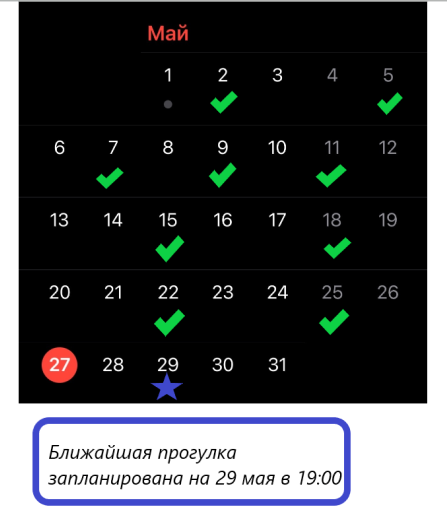 Май
1 2 3 4 5
6 7 8 9 10 11 12
13 14 15 16 17 18 19
20 21 22 23 24 25 26
27 28 29 30 31
Ближайшая прогулка
запланирована на 29 мая в 19:00